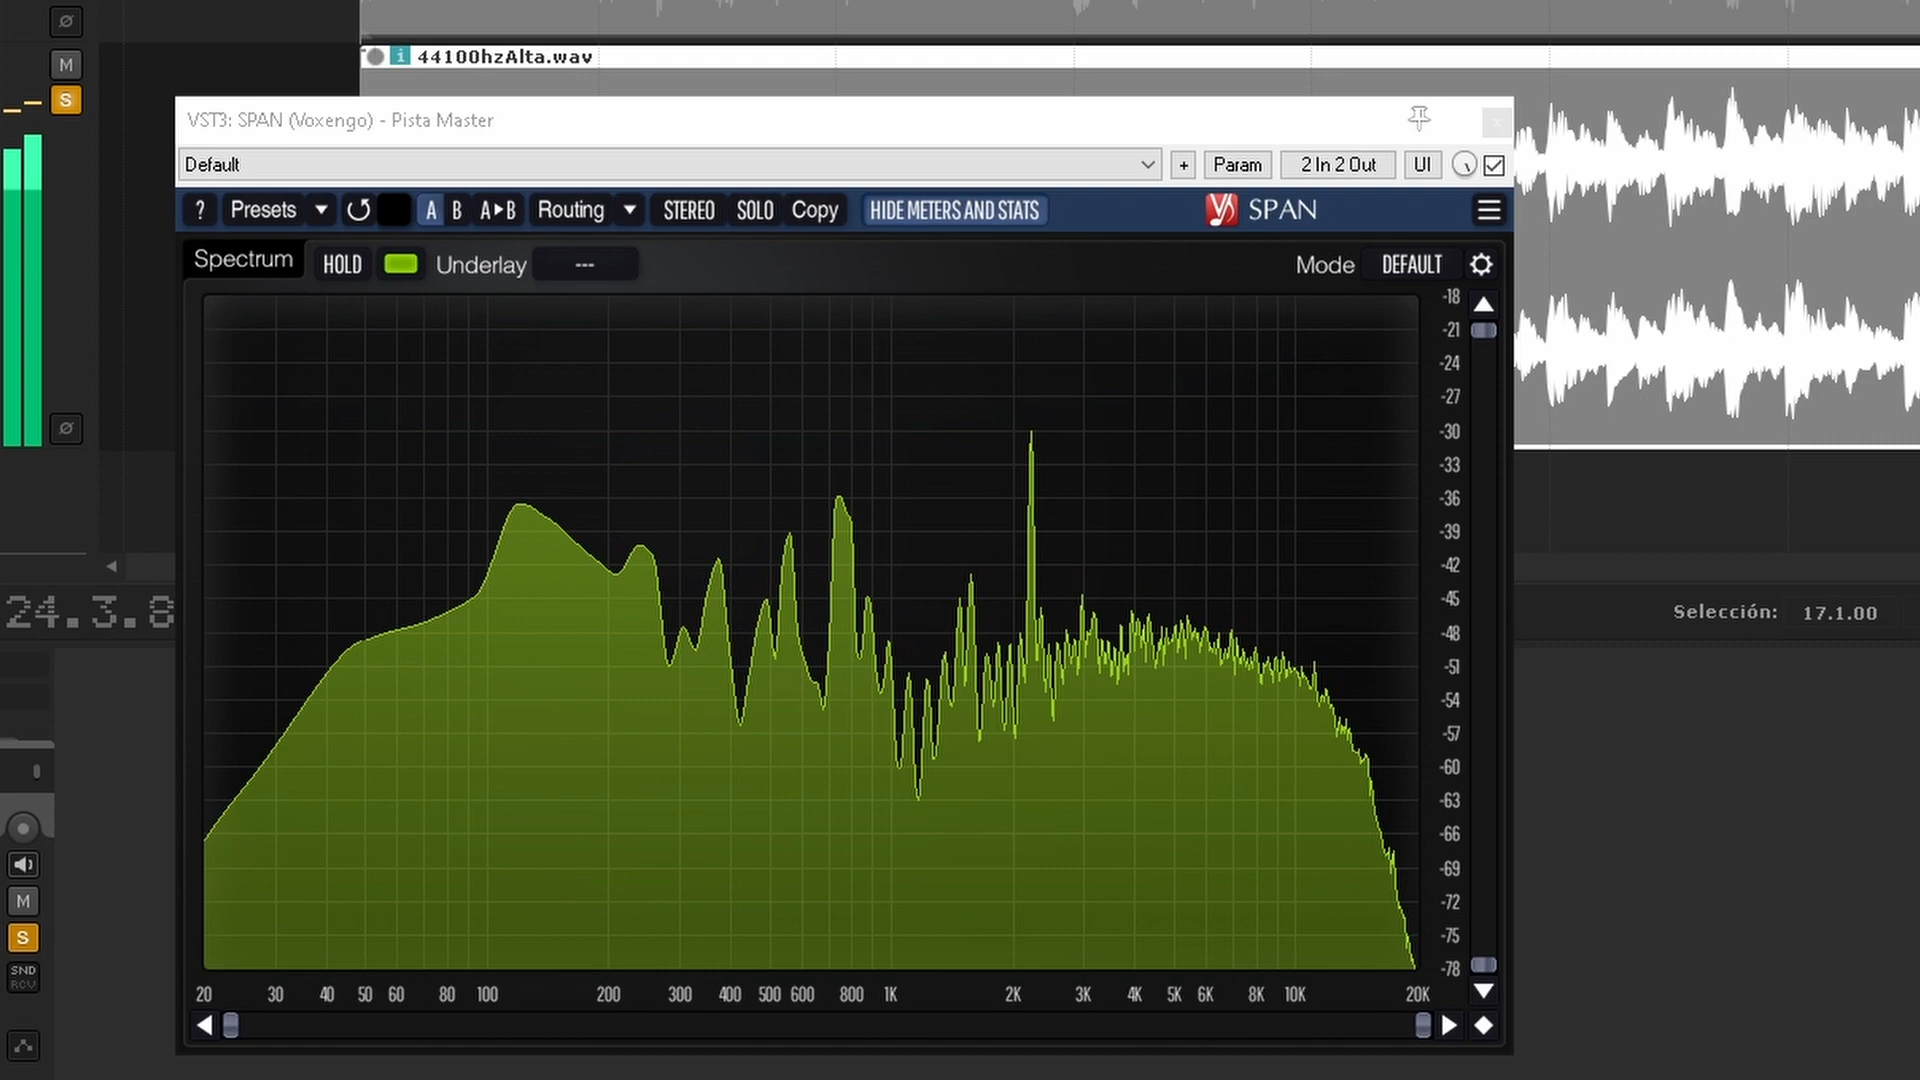 Ø
M
44100hzAlta.wav
S
VST3: SPAN (Voxengo) - Pista Master
x
Default
+ Param 2 In 2 Out UI
? Presets A B A▸B Routing STEREO SOLO Copy HIDE METERS AND STATS SPAN
Spectrum HOLD Underlay --- Mode DEFAULT
-18
-21
-24
-27
-30
Ø
-33
-36
-39
-42
-45
24.3.8
Selección: 17.1.00
-48
-51
-54
-57
-60
-63
-66
-69
M
-72
S
-75
-78
SND
RCV
20 30 40 50 60 80 100 200 300 400 500 600 800 1K 2K 3K 4K 5K 6K 8K 10K 20K